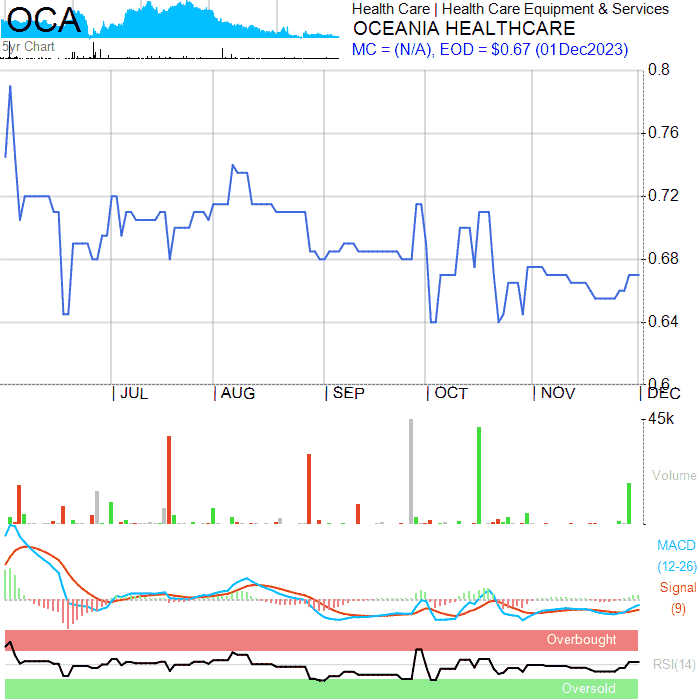 OCA
5yr Chart
Health Care | Health Care Equipment & Services
OCEANIA HEALTHCARE
MC = (N/A), EOD = $0.67 (01Dec2023)
0.8
0.76
0.72
0.68
0.64
0.6
JUL AUG SEP OCT NOV DEC
45k
Volume
MACD
(12-26)
Signal
(9)
Overbought
RSI(14)
Oversold